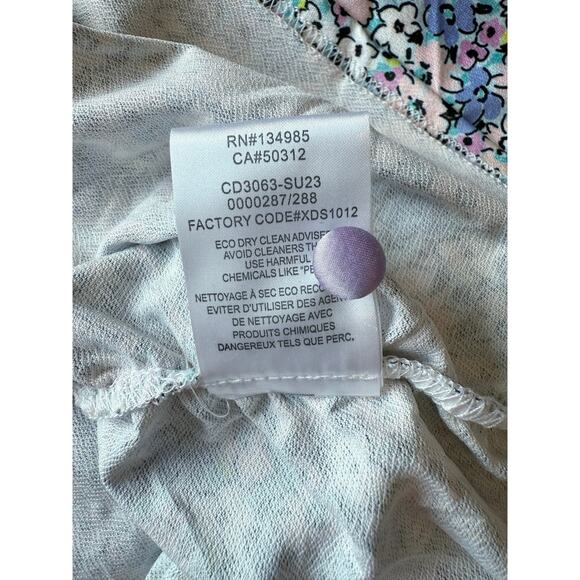 RN#134985
CA#50312
CD3063-SU23
0000287/288
FACTORY CODE#XDS1012
ECO DRY CLEAN ADVISE
AVOID CLEANERS TH
USE HARMFUL
CHEMICALS LIKE "PE
NETTOYAGE À SEC ECO RECO
EVITER D'UTILISER DES AGEN
DE NETTOYAGE AVEC
PRODUITS CHIMIQUES
DANGEREUX TELS QUE PERC.